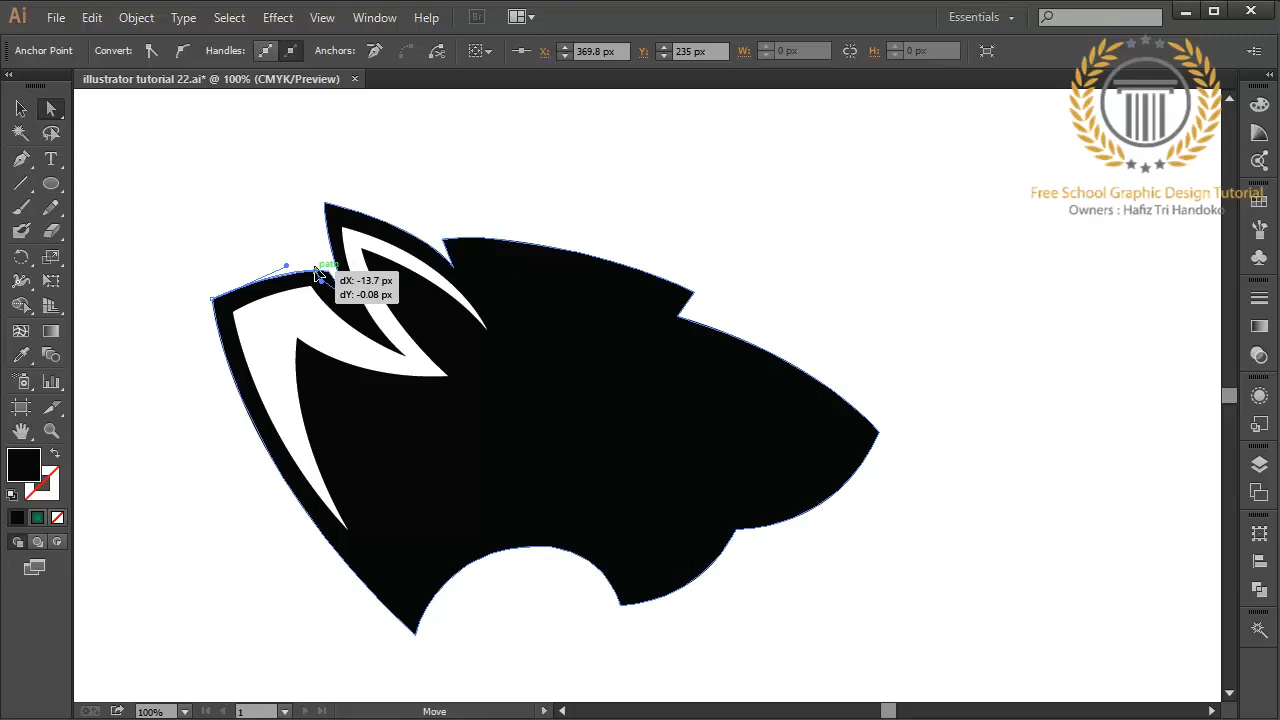 Ai File Edit Object Type Select Effect View Window Help Br Essentials
Anchor Point Convert: Handles: Anchors: X: 369.8 px Y: 235 px W: 0 px H: 0 px
illustrator tutorial 22.ai* @ 100% (CMYK/Preview)
Free School Graphic Design Tutorial
Owners : Hafiz Tri Handoko
path
dX: -13.7 px
dY: -0.08 px
100% 1 Move